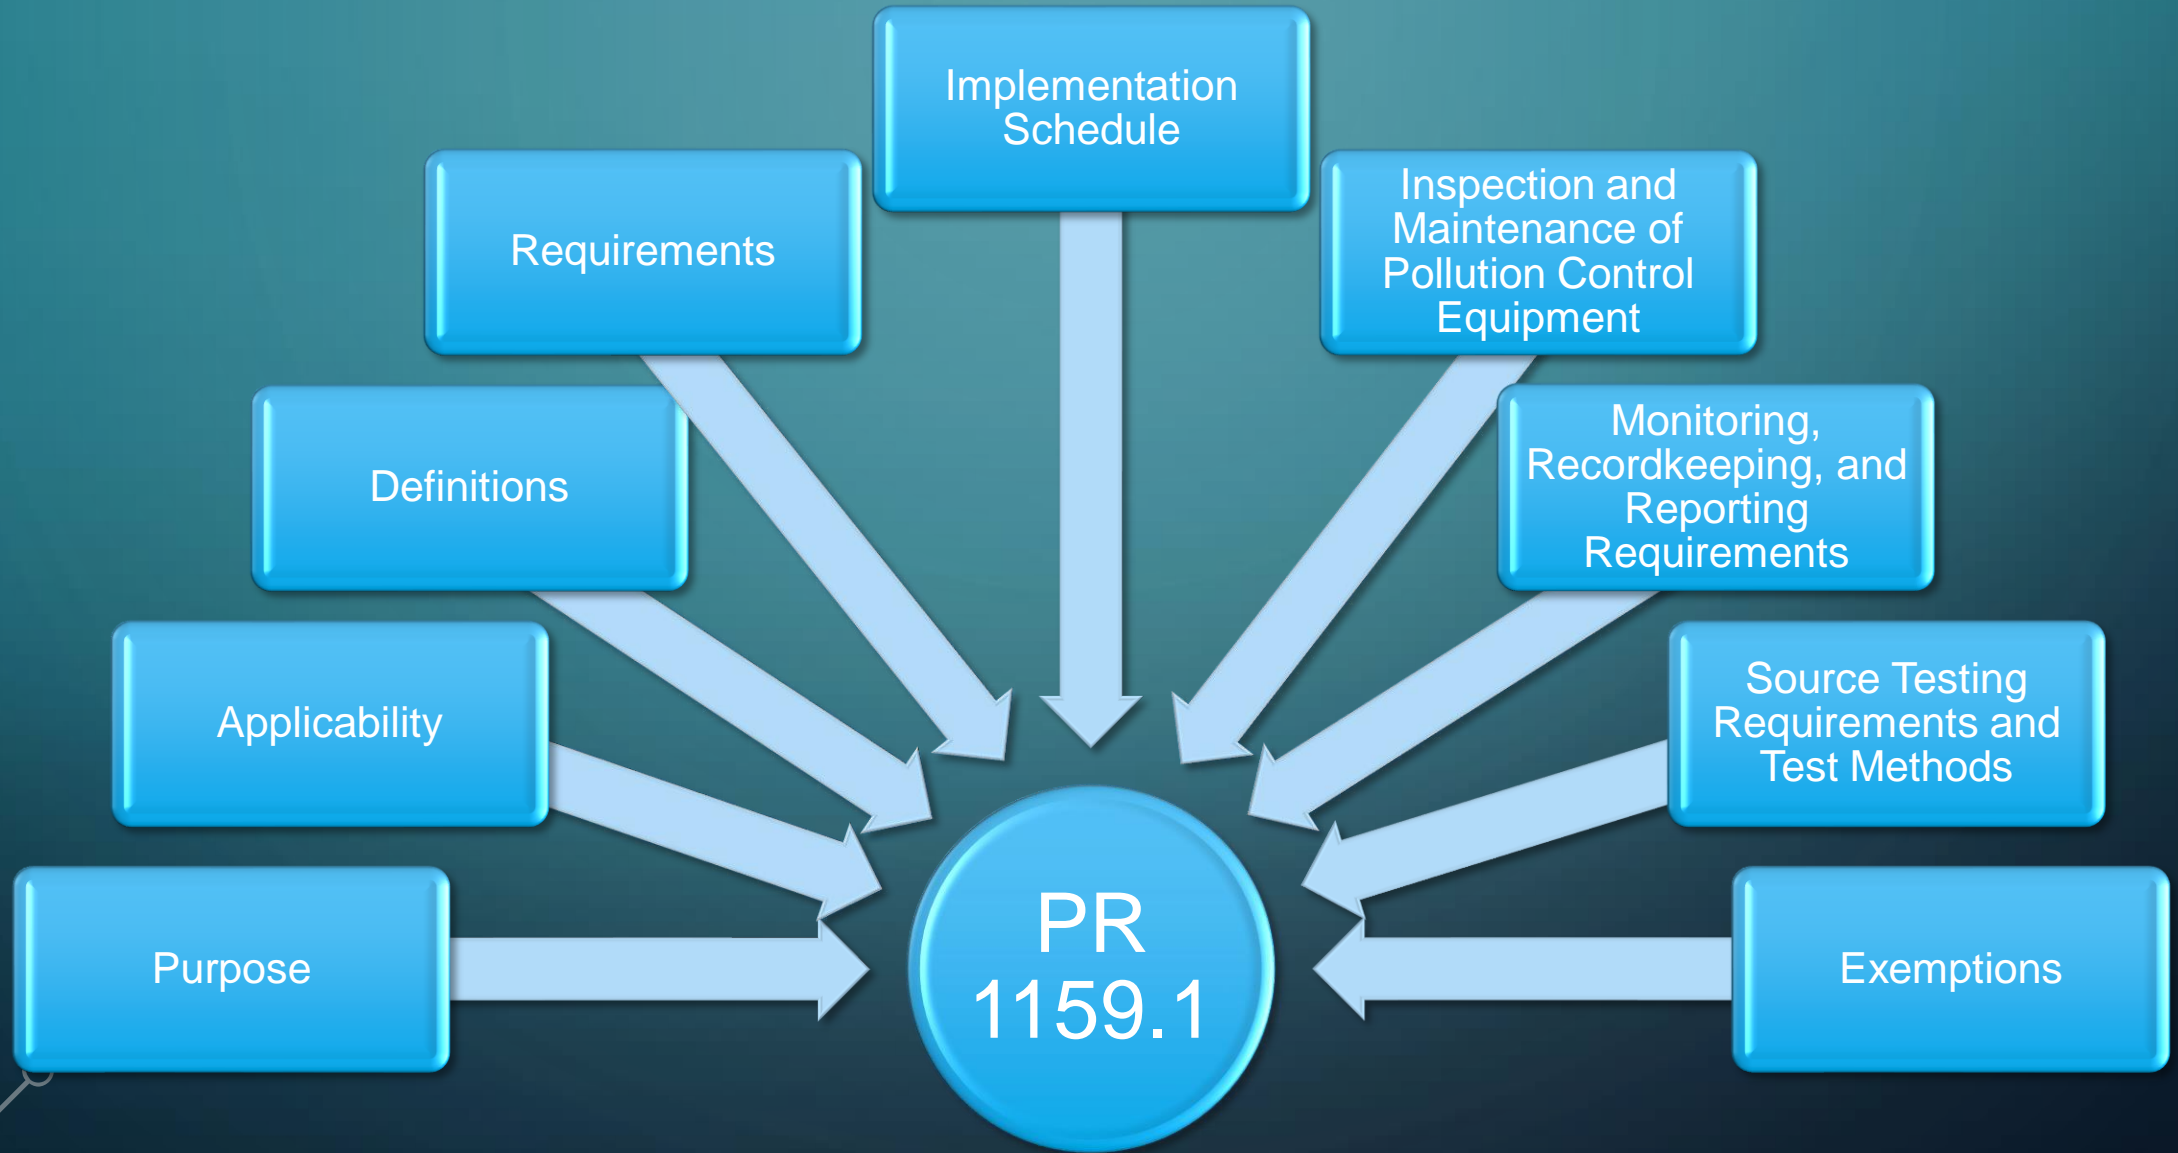 Implementation
Schedule
Requirements
Inspection and
Maintenance of
Pollution Control
Equipment
Definitions
Monitoring,
Recordkeeping, and
Reporting
Requirements
Applicability
Source Testing
Requirements and
Test Methods
Purpose
PR
1159.1
Exemptions